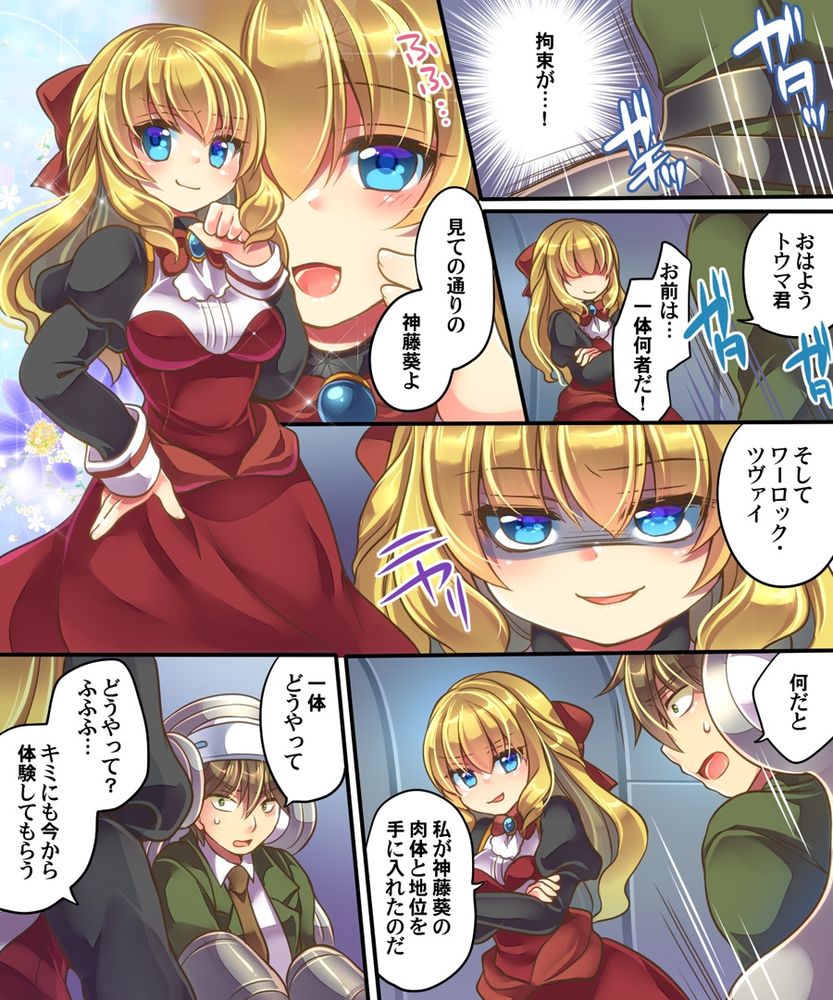 拘束が…!
ガタ
ガタ
ギギッ
おはよう
トウマ君
お前は…
一体何者だ!
ガタ
ガタ
ふふ…
見ての通りの
神藤葵よ
そして
ワーロック・
ツヴァイ
ニヤリ
何だと
私が神藤葵の
肉体と地位を
手に入れたのだ
一体
どうやって
どうやって?
ふふふ…
キミにも今から
体験してもらう